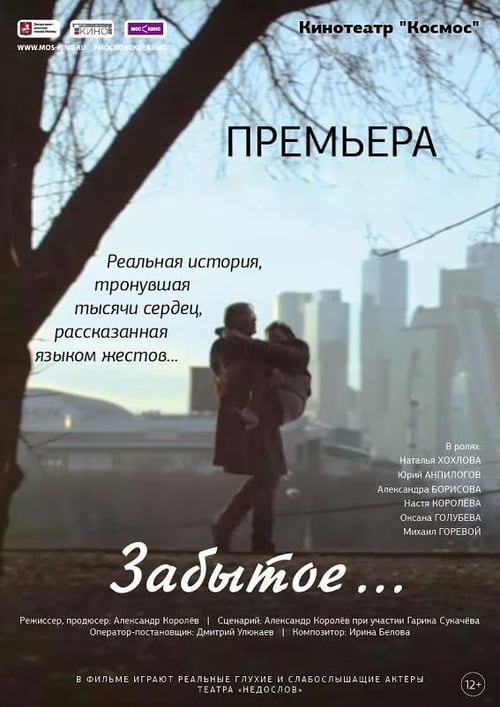 МОСКИНО
Кинотеатр "Космос"
WWW.MOS-KINO.RU #МОСКОВСКОЕКИНО
ПРЕМЬЕРА
Реальная история,
тронувшая
тысячи сердец,
рассказанная
языком жестов...
В ролях:
Наталья ХОХЛОВА
Юрий АНПИЛОГОВ
Александра БОРИСОВА
Настя КОРОЛЁВА
Оксана ГОЛУБЕВА
Михаил ГОРЕВОЙ
Забытое...
Режиссер, продюсер: Александр Королёв | Сценарий: Александр Королёв при участии Гарика Сукачёва
Оператор-постановщик: Дмитрий Улюкаев | Композитор: Ирина Белова
В ФИЛЬМЕ ИГРАЮТ РЕАЛЬНЫЕ ГЛУХИЕ И СЛАБОСЛЫШАЩИЕ АКТЁРЫ
ТЕАТРА «НЕДОСЛОВ»
12+